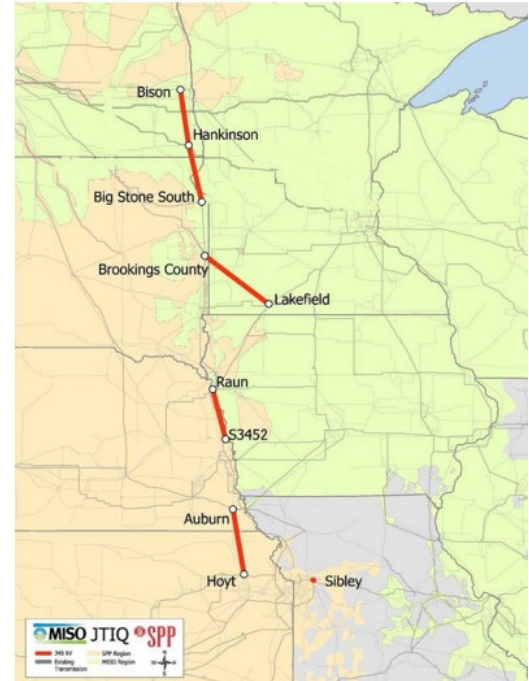 Bison
Hankinson
Big Stone South
Brookings County
Lakefield
Raun
S3452
Auburn
Hoyt
Sibley
MISO JTIQ SPP
345 KV
SPP Region
Existing
MISO Region
Transmission